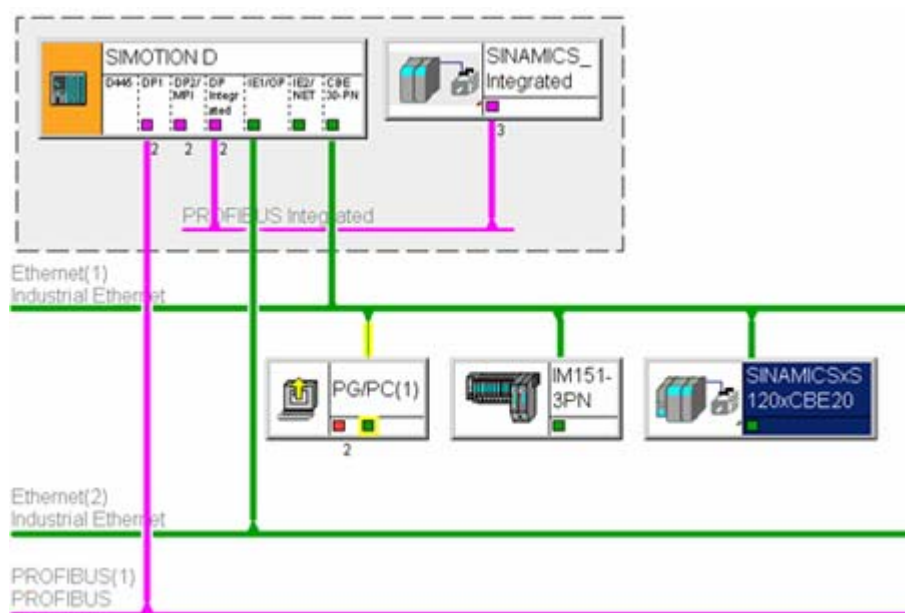 SIMOTION D
D445 DP1 DP2/ DP IE1/OP IE2/ CBE
MPI Integr NET 30-PN
ated
2 2 2
SINAMICS_
Integrated
3
PROFIBUS Integrated
Ethernet(1)
Industrial Ethernet
PG/PC(1)
2
IM151-
3PN
SINAMICSxS
120xCBE20
Ethernet(2)
Industrial Ethernet
PROFIBUS(1)
PROFIBUS